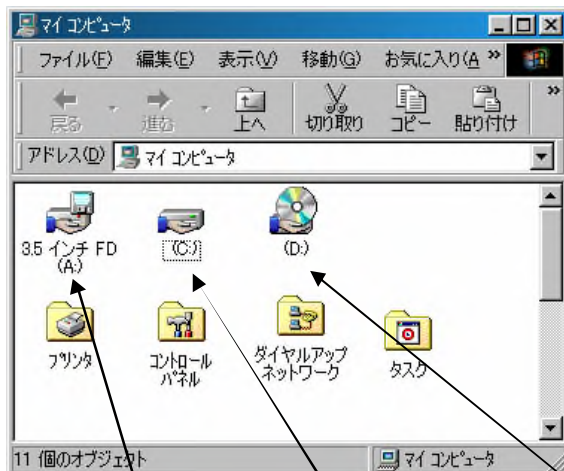 マイ コンピュータ
ファイル(F) 編集(E) 表示(V) 移動(G) お気に入り(A »
戻る 進む 上へ 切り取り コピー 貼り付け »
アドレス(D) マイ コンピュータ
3.5 インチ FD (C:) (D:)
(A:)
プリンタ コントロール ダイヤルアップ タスク
パネル ネットワーク
11 個のオブジェクト マイ コンピュータ